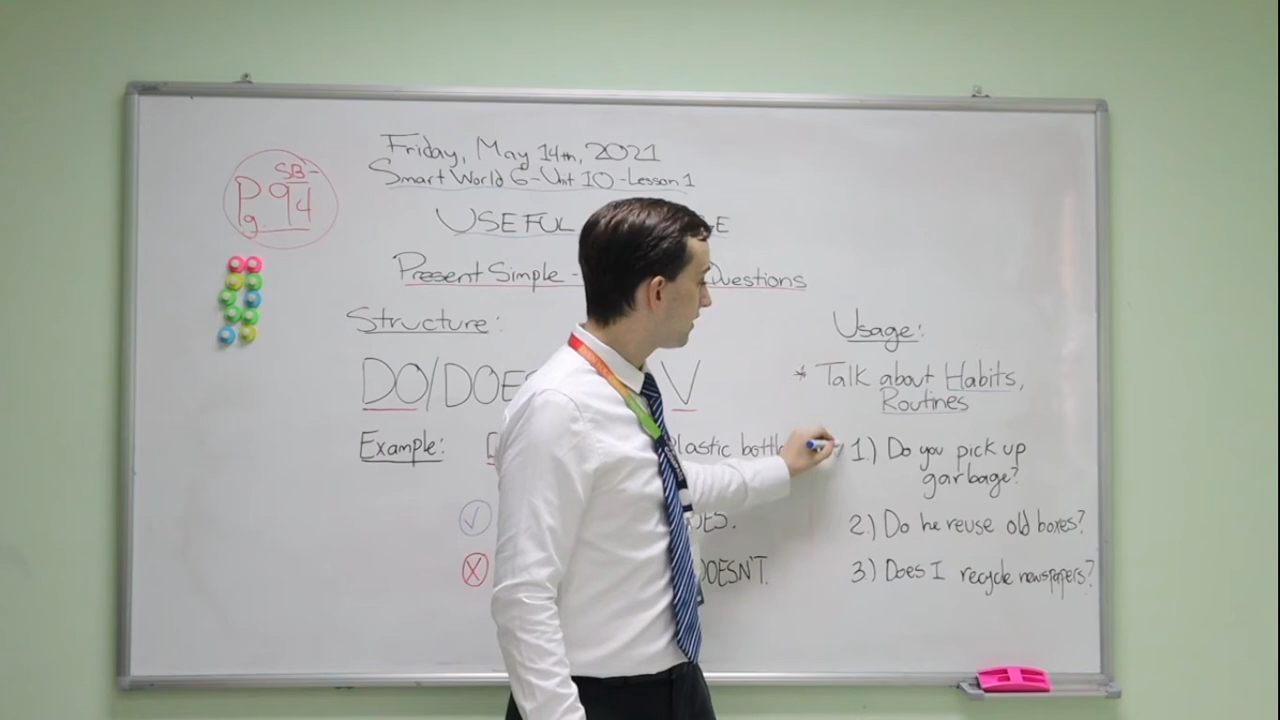 Friday, May 14th, 2021
Smart World 6-Unit 10-Lesson 1
SB-
Pg 94
USEFUL
Present Simple - Questions
Structure:
DO/DOES V
Example: plastic
DOESN'T.
Usage:
* Talk about Habits,
Routines
1) Do you pick up
garbage?
2.) Do he reuse old boxes?
3.) Does I recycle newspapers?